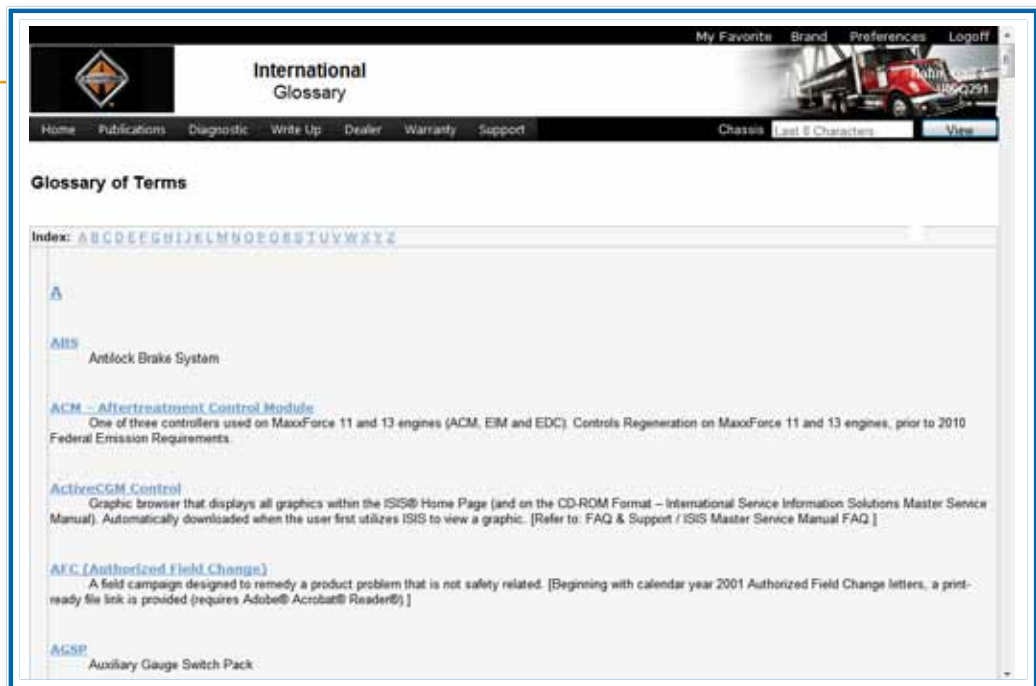 My Favorite Brand Preferences Logoff
International
Glossary
Home Publications Diagnostic Write Up Dealer Warranty Support Chassis Last 8 Characters View
Glossary of Terms
Index: A B C D E F G H I J K L M N O P Q R S T U V W X Y Z
A
ABS
Antilock Brake System
ACM – Aftertreatment Control Module
One of three controllers used on MaxxForce 11 and 13 engines (ACM, EIM and EDC). Controls Regeneration on MaxxForce 11 and 13 engines, prior to 2010
Federal Emission Requirements.
ActiveCGM Control
Graphic browser that displays all graphics within the ISIS® Home Page (and on the CD-ROM Format – International Service Information Solutions Master Service
Manual). Automatically downloaded when the user first utilizes ISIS to view a graphic. [Refer to: FAQ & Support / ISIS Master Service Manual FAQ.]
AFC (Authorized Field Change)
A field campaign designed to remedy a product problem that is not safety related. [Beginning with calendar year 2001 Authorized Field Change letters, a print-
ready file link is provided (requires Adobe® Acrobat® Reader®).]
AGSP
Auxiliary Gauge Switch Pack